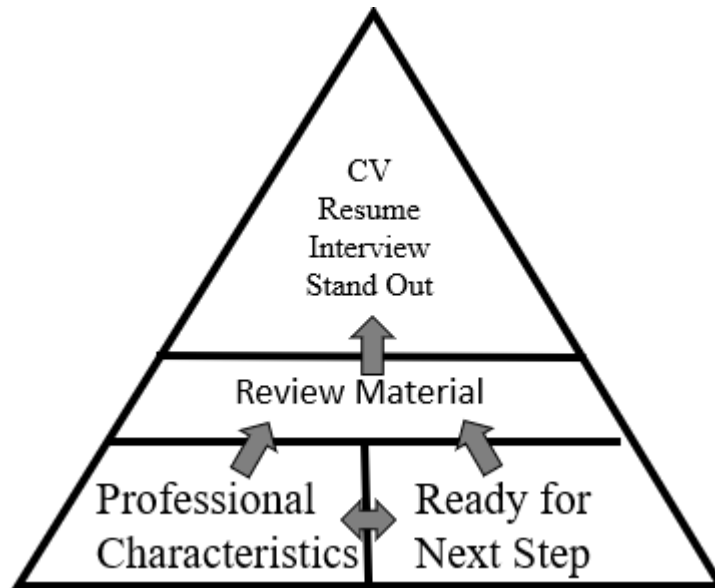 CV
Resume
Interview
Stand Out
Review Material
Professional
Characteristics
Ready for
Next Step